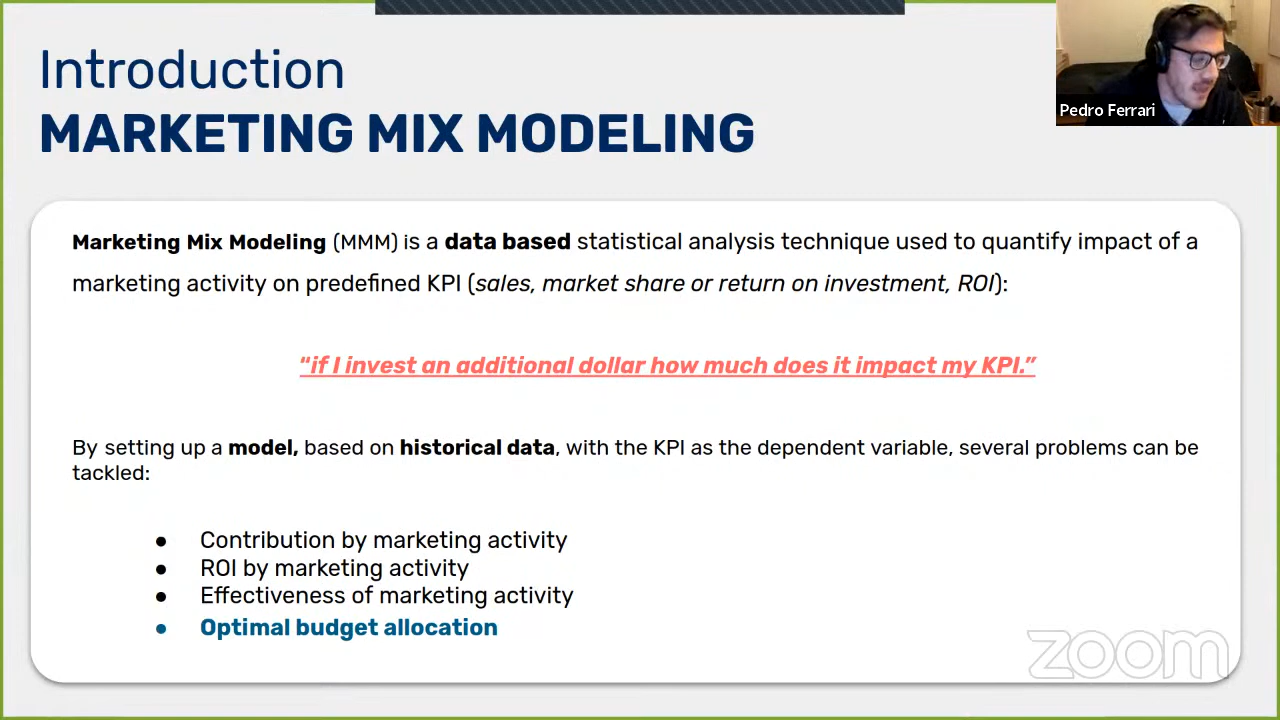 Introduction
MARKETING MIX MODELING
Pedro Ferrari
Marketing Mix Modeling (MMM) is a data based statistical analysis technique used to quantify impact of a
marketing activity on predefined KPI (sales, market share or return on investment, ROI):
“if I invest an additional dollar how much does it impact my KPI.”
By setting up a model, based on historical data, with the KPI as the dependent variable, several problems can be
tackled:
● Contribution by marketing activity
● ROI by marketing activity
● Effectiveness of marketing activity
● Optimal budget allocation
zoom